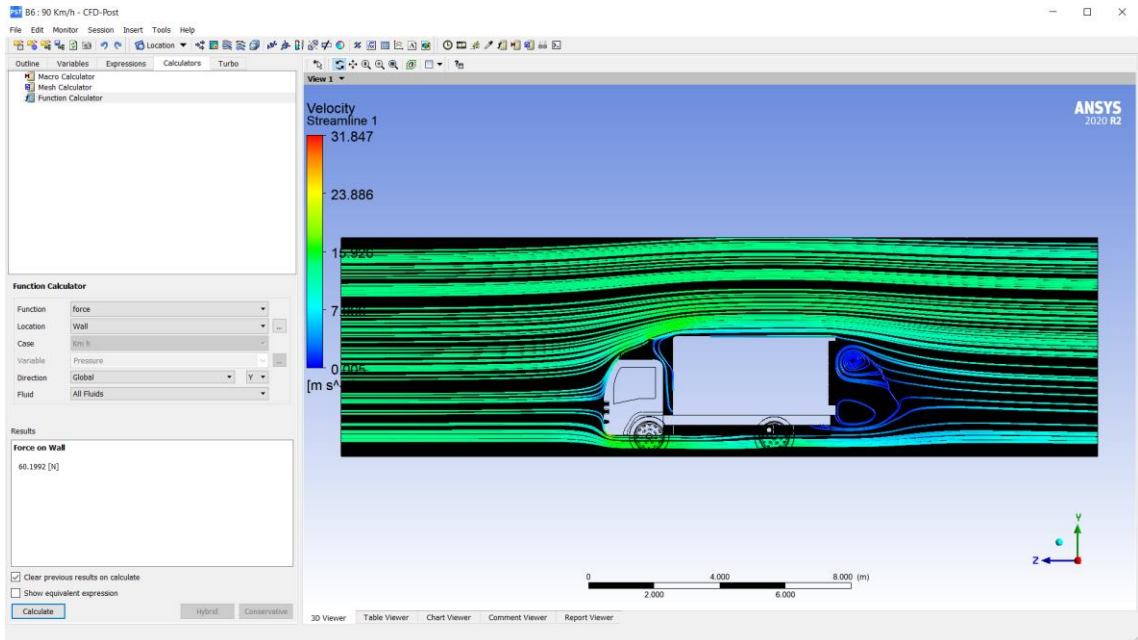 B6 : 90 Km/h - CFD-Post
File Edit Monitor Session Insert Tools Help
Location
Outline Variables Expressions Calculators Turbo
Macro Calculator
Mesh Calculator
Function Calculator
Function Calculator
Function force
Location Wall
...
Case Km h
Variable Pressure
...
Direction Global Y
Fluid All Fluids
Results
Force on Wall
60.1992 [N]
Clear previous results on calculate
Show equivalent expression
Calculate Hybrid Conservative
View 1
Velocity
Streamline 1
31.847
23.886
15.926
0.005
[m s^
ANSYS
2020 R2
Y
Z
0 4.000 8.000 (m)
2.000 6.000
3D Viewer Table Viewer Chart Viewer Comment Viewer Report Viewer